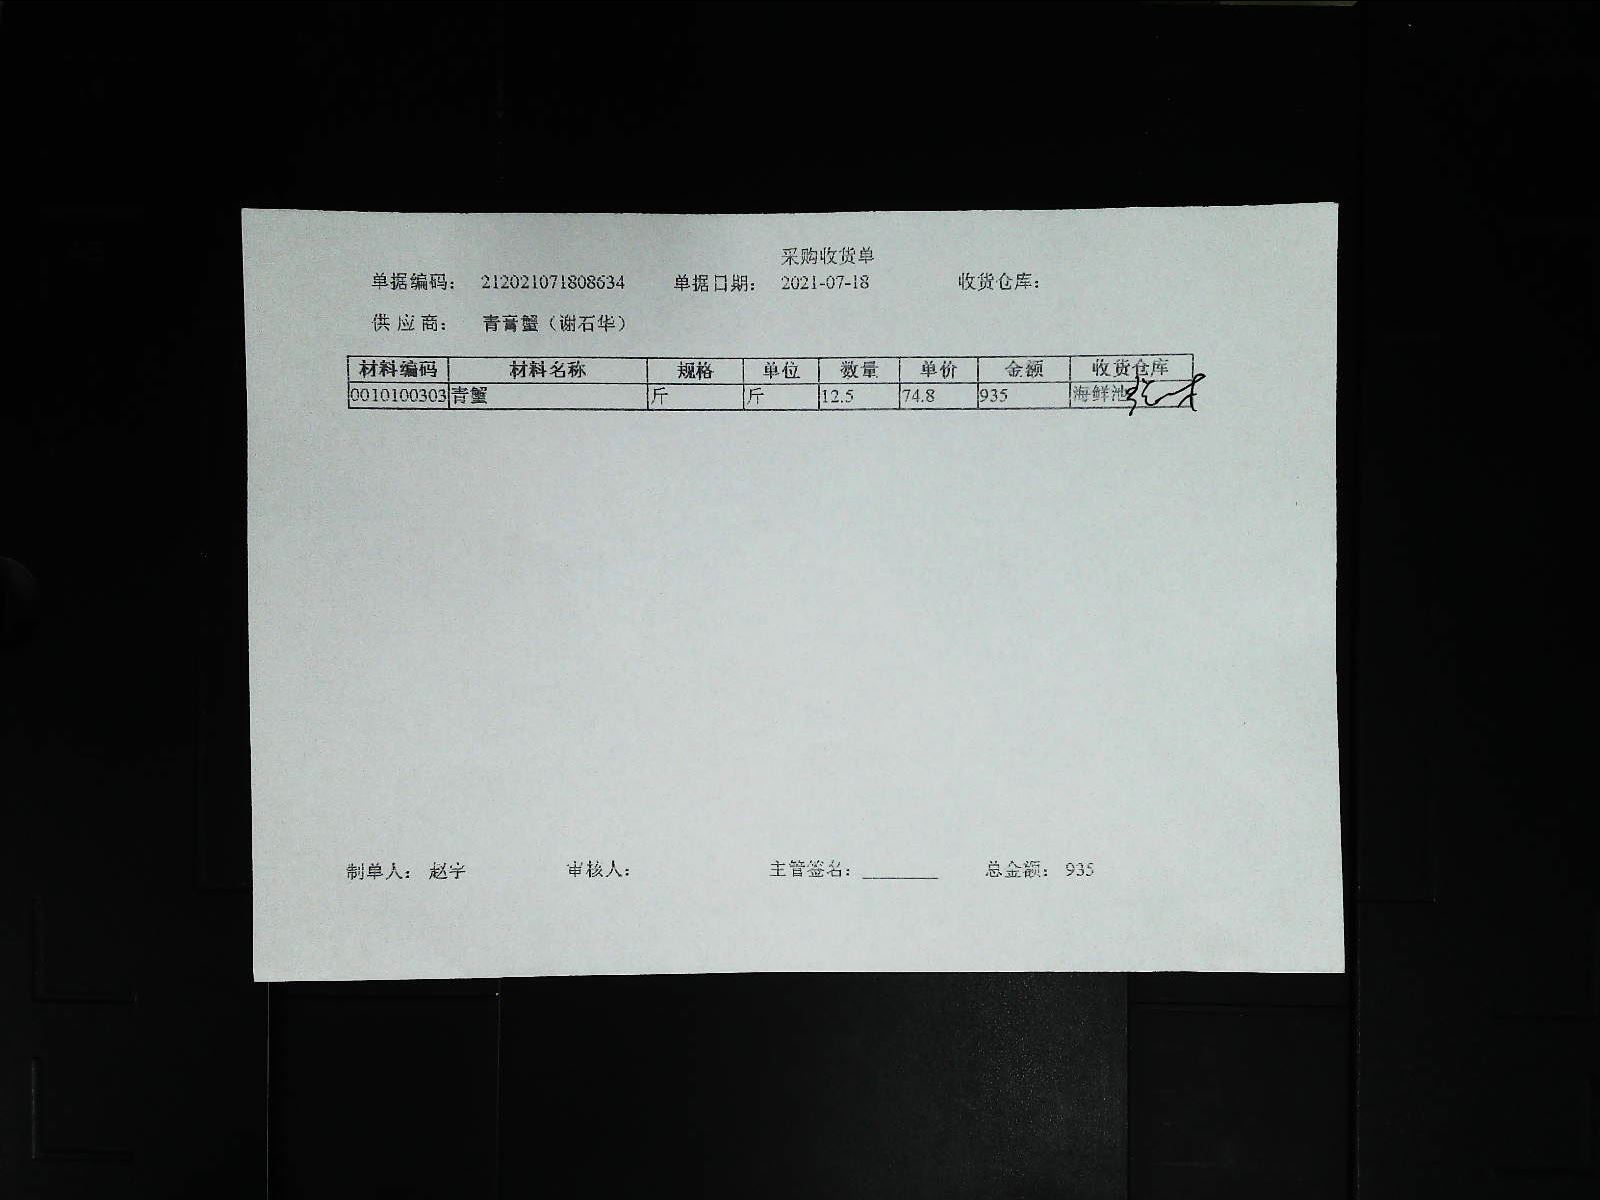 采购收货单
单据编码： 212021071808634 单据日期： 2021-07-18 收货仓库：
供 应 商： 青膏蟹（谢石华）
材料编码 材料名称 规格 单位 数量 单价 金额 收货仓库
0010100303 青蟹 斤 斤 12.5 74.8 935 海鲜池
制单人： 赵宇 审核人： 主管签名：________ 总金额： 935